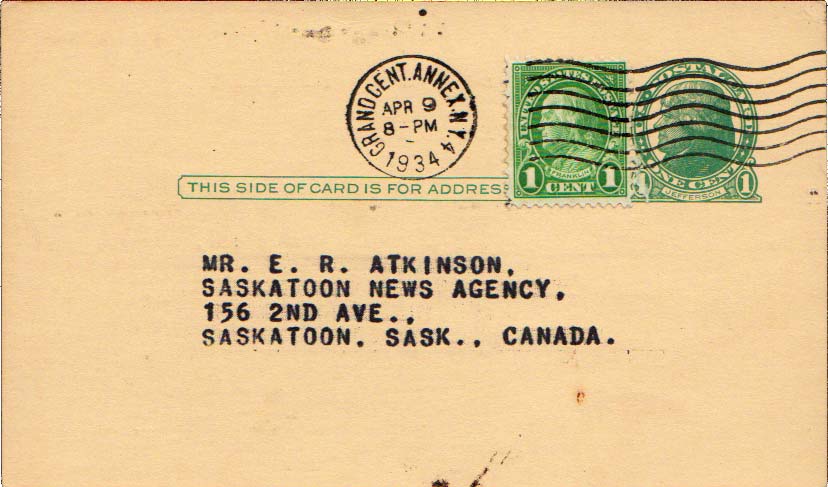 GRAND CENT. ANNEX. N.Y. 4
APR 9
8-PM
1934
UNITED STATES POSTAGE
FRANKLIN
1 CENT 1
POSTAL CARD
1 ONE CENT 1
JEFFERSON
THIS SIDE OF CARD IS FOR ADDRESS
MR. E. R. ATKINSON,
SASKATOON NEWS AGENCY,
156 2ND AVE.,
SASKATOON, SASK., CANADA.